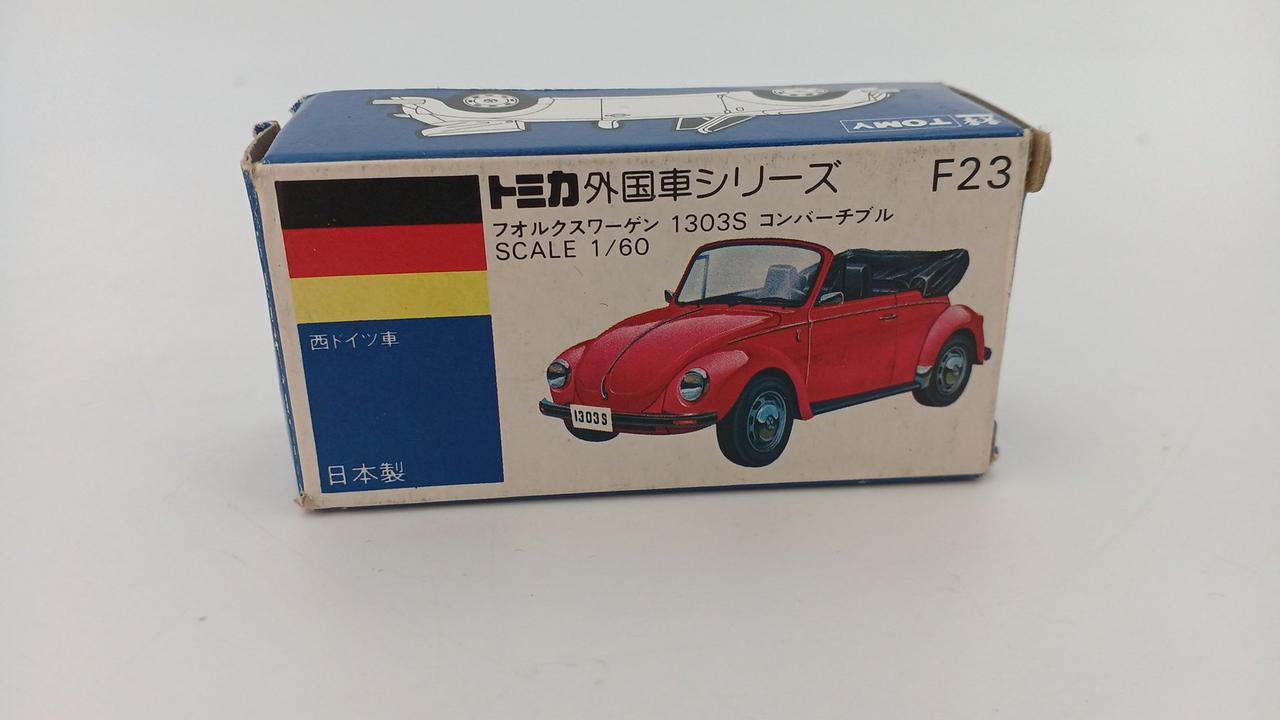 TOMY
トミカ 外国車シリーズ F23
フオルクスワーゲン 1303S コンバーチブル
SCALE 1/60
1303S
西ドイツ車
日本製